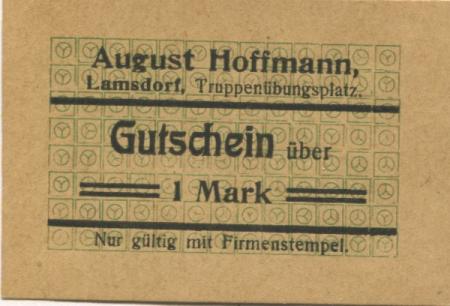 August Hoffmann,
Lamsdorf, Truppenübungsplatz.
Gutschein über
1 Mark
Nur gültig mit Firmenstempel.